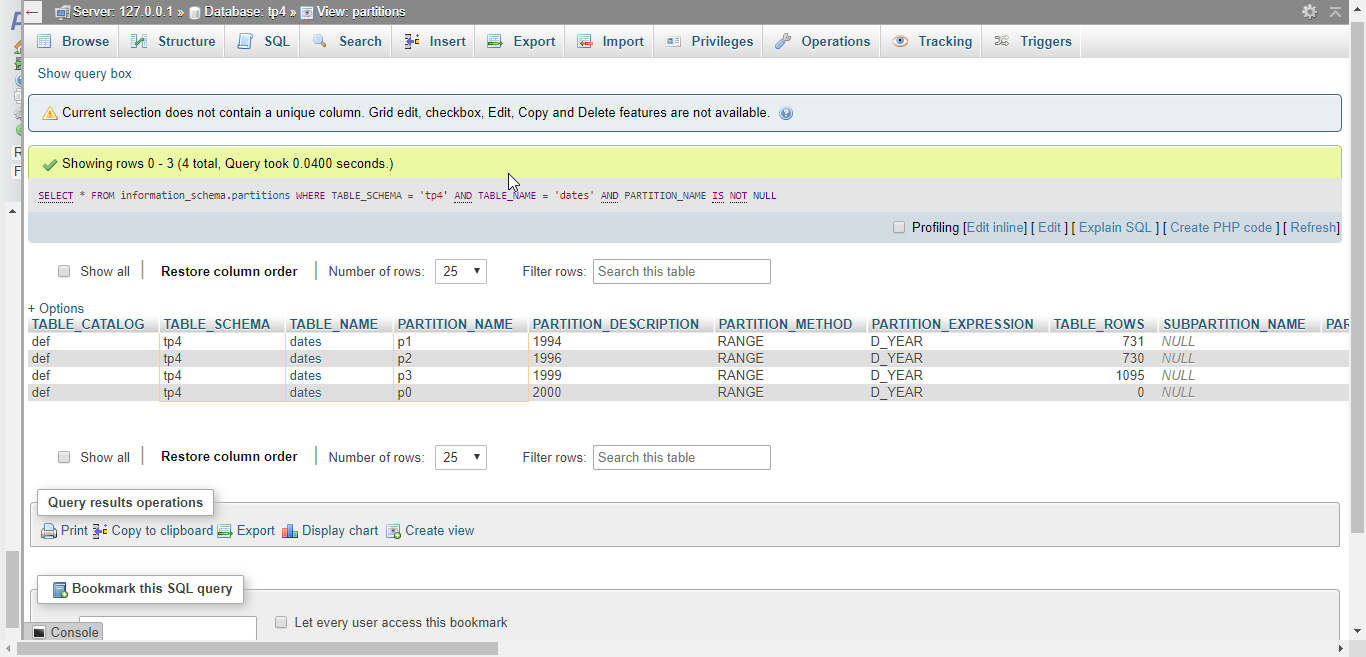 Server: 127.0.0.1 » Database: tp4 » View: partitions
Browse Structure SQL Search Insert Export Import Privileges Operations Tracking Triggers
Show query box
Current selection does not contain a unique column. Grid edit, checkbox, Edit, Copy and Delete features are not available.
Showing rows 0 - 3 (4 total, Query took 0.0400 seconds.)
SELECT * FROM information_schema.partitions WHERE TABLE_SCHEMA = 'tp4' AND TABLE_NAME = 'dates' AND PARTITION_NAME IS NOT NULL
Profiling [Edit inline] [ Edit ] [ Explain SQL ] [ Create PHP code ] [ Refresh]
Show all Restore column order Number of rows: 25 Filter rows: Search this table
+ Options
TABLE_CATALOG TABLE_SCHEMA TABLE_NAME PARTITION_NAME PARTITION_DESCRIPTION PARTITION_METHOD PARTITION_EXPRESSION TABLE_ROWS SUBPARTITION_NAME PAR
def tp4 dates p1 1994 RANGE D_YEAR 731 NULL
def tp4 dates p2 1996 RANGE D_YEAR 730 NULL
def tp4 dates p3 1999 RANGE D_YEAR 1095 NULL
def tp4 dates p0 2000 RANGE D_YEAR 0 NULL
Show all Restore column order Number of rows: 25 Filter rows: Search this table
Query results operations
Print Copy to clipboard Export Display chart Create view
Bookmark this SQL query
Let every user access this bookmark
Console